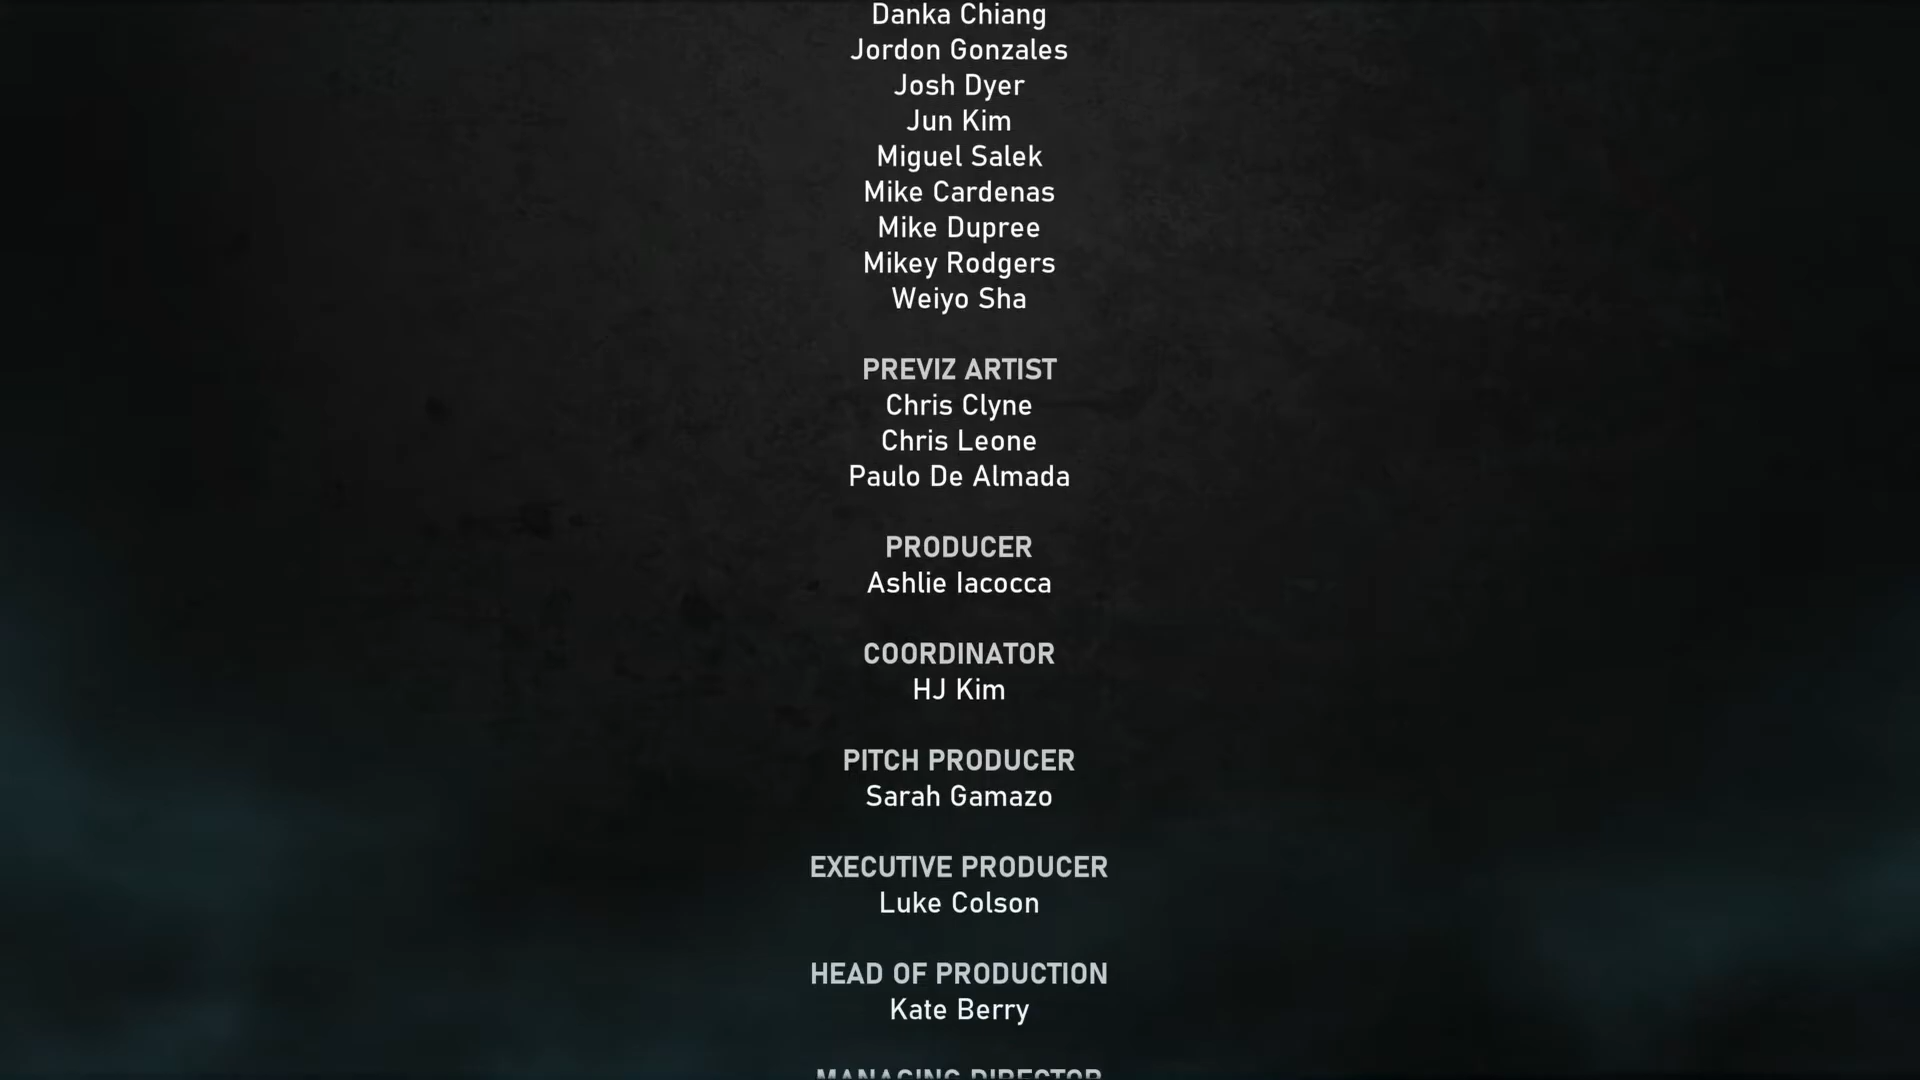 Danka Chiang
Jordon Gonzales
Josh Dyer
Jun Kim
Miguel Salek
Mike Cardenas
Mike Dupree
Mikey Rodgers
Weiyo Sha
PREVIZ ARTIST
Chris Clyne
Chris Leone
Paulo De Almada
PRODUCER
Ashlie Iacocca
COORDINATOR
HJ Kim
PITCH PRODUCER
Sarah Gamazo
EXECUTIVE PRODUCER
Luke Colson
HEAD OF PRODUCTION
Kate Berry
MANAGING DIRECTOR